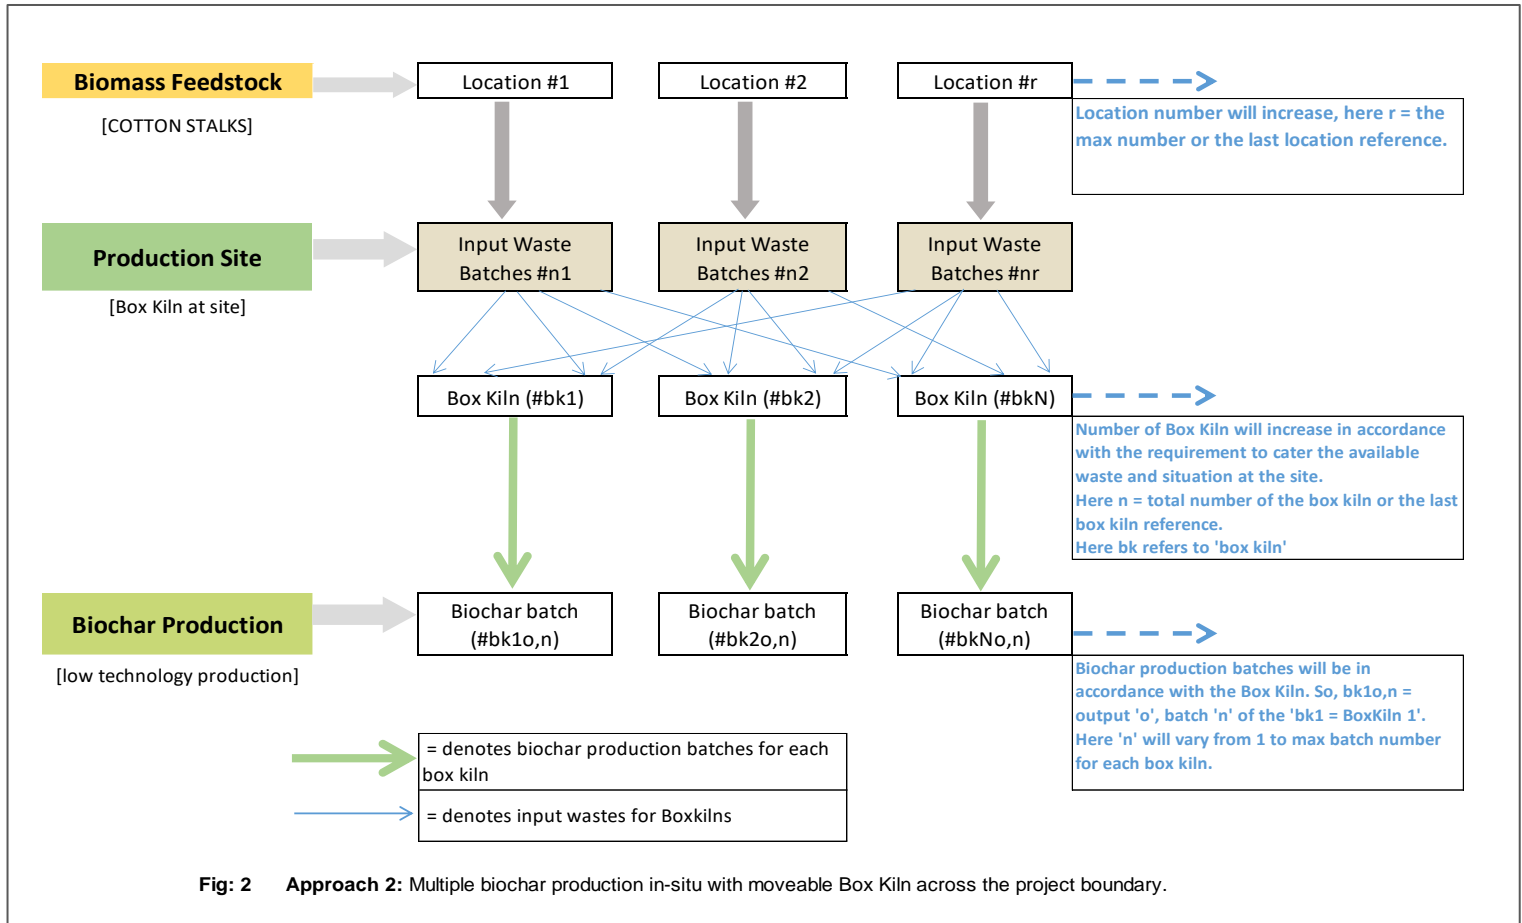 Biomass Feedstock
[COTTON STALKS]
Location #1
Location #2
Location #r
Location number will increase, here r = the
max number or the last location reference.
Production Site
[Box Kiln at site]
Input Waste
Batches #n1
Input Waste
Batches #n2
Input Waste
Batches #nr
Box Kiln (#bk1)
Box Kiln (#bk2)
Box Kiln (#bkN)
Number of Box Kiln will increase in accordance
with the requirement to cater the available
waste and situation at the site.
Here n = total number of the box kiln or the last
box kiln reference.
Here bk refers to 'box kiln'
Biochar Production
[low technology production]
Biochar batch
(#bk1o,n)
Biochar batch
(#bk2o,n)
Biochar batch
(#bkNo,n)
Biochar production batches will be in
accordance with the Box Kiln. So, bk1o,n =
output 'o', batch 'n' of the 'bk1 = BoxKiln 1'.
Here 'n' will vary from 1 to max batch number
for each box kiln.
= denotes biochar production batches for each
box kiln
= denotes input wastes for Boxkilns
Fig: 2 Approach 2: Multiple biochar production in-situ with moveable Box Kiln across the project boundary.